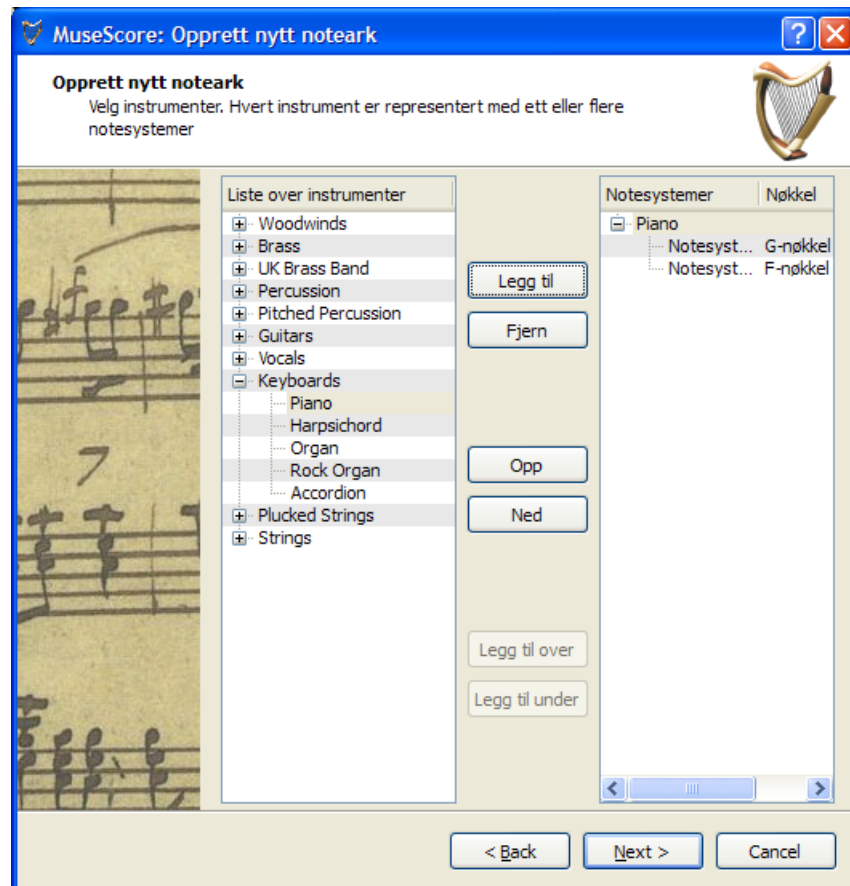 MuseScore: Opprett nytt noteark
Opprett nytt noteark
Velg instrumenter. Hvert instrument er representert med ett eller flere
notesystemer
Liste over instrumenter
Woodwinds
Brass
UK Brass Band
Percussion
Pitched Percussion
Guitars
Vocals
Keyboards
Piano
Harpsichord
Organ
Rock Organ
Accordion
Plucked Strings
Strings
Legg til
Fjern
Opp
Ned
Legg til over
Legg til under
Notesystemer Nøkkel
Piano
Notesyst... G-nøkkel
Notesyst... F-nøkkel
< Back
Next >
Cancel